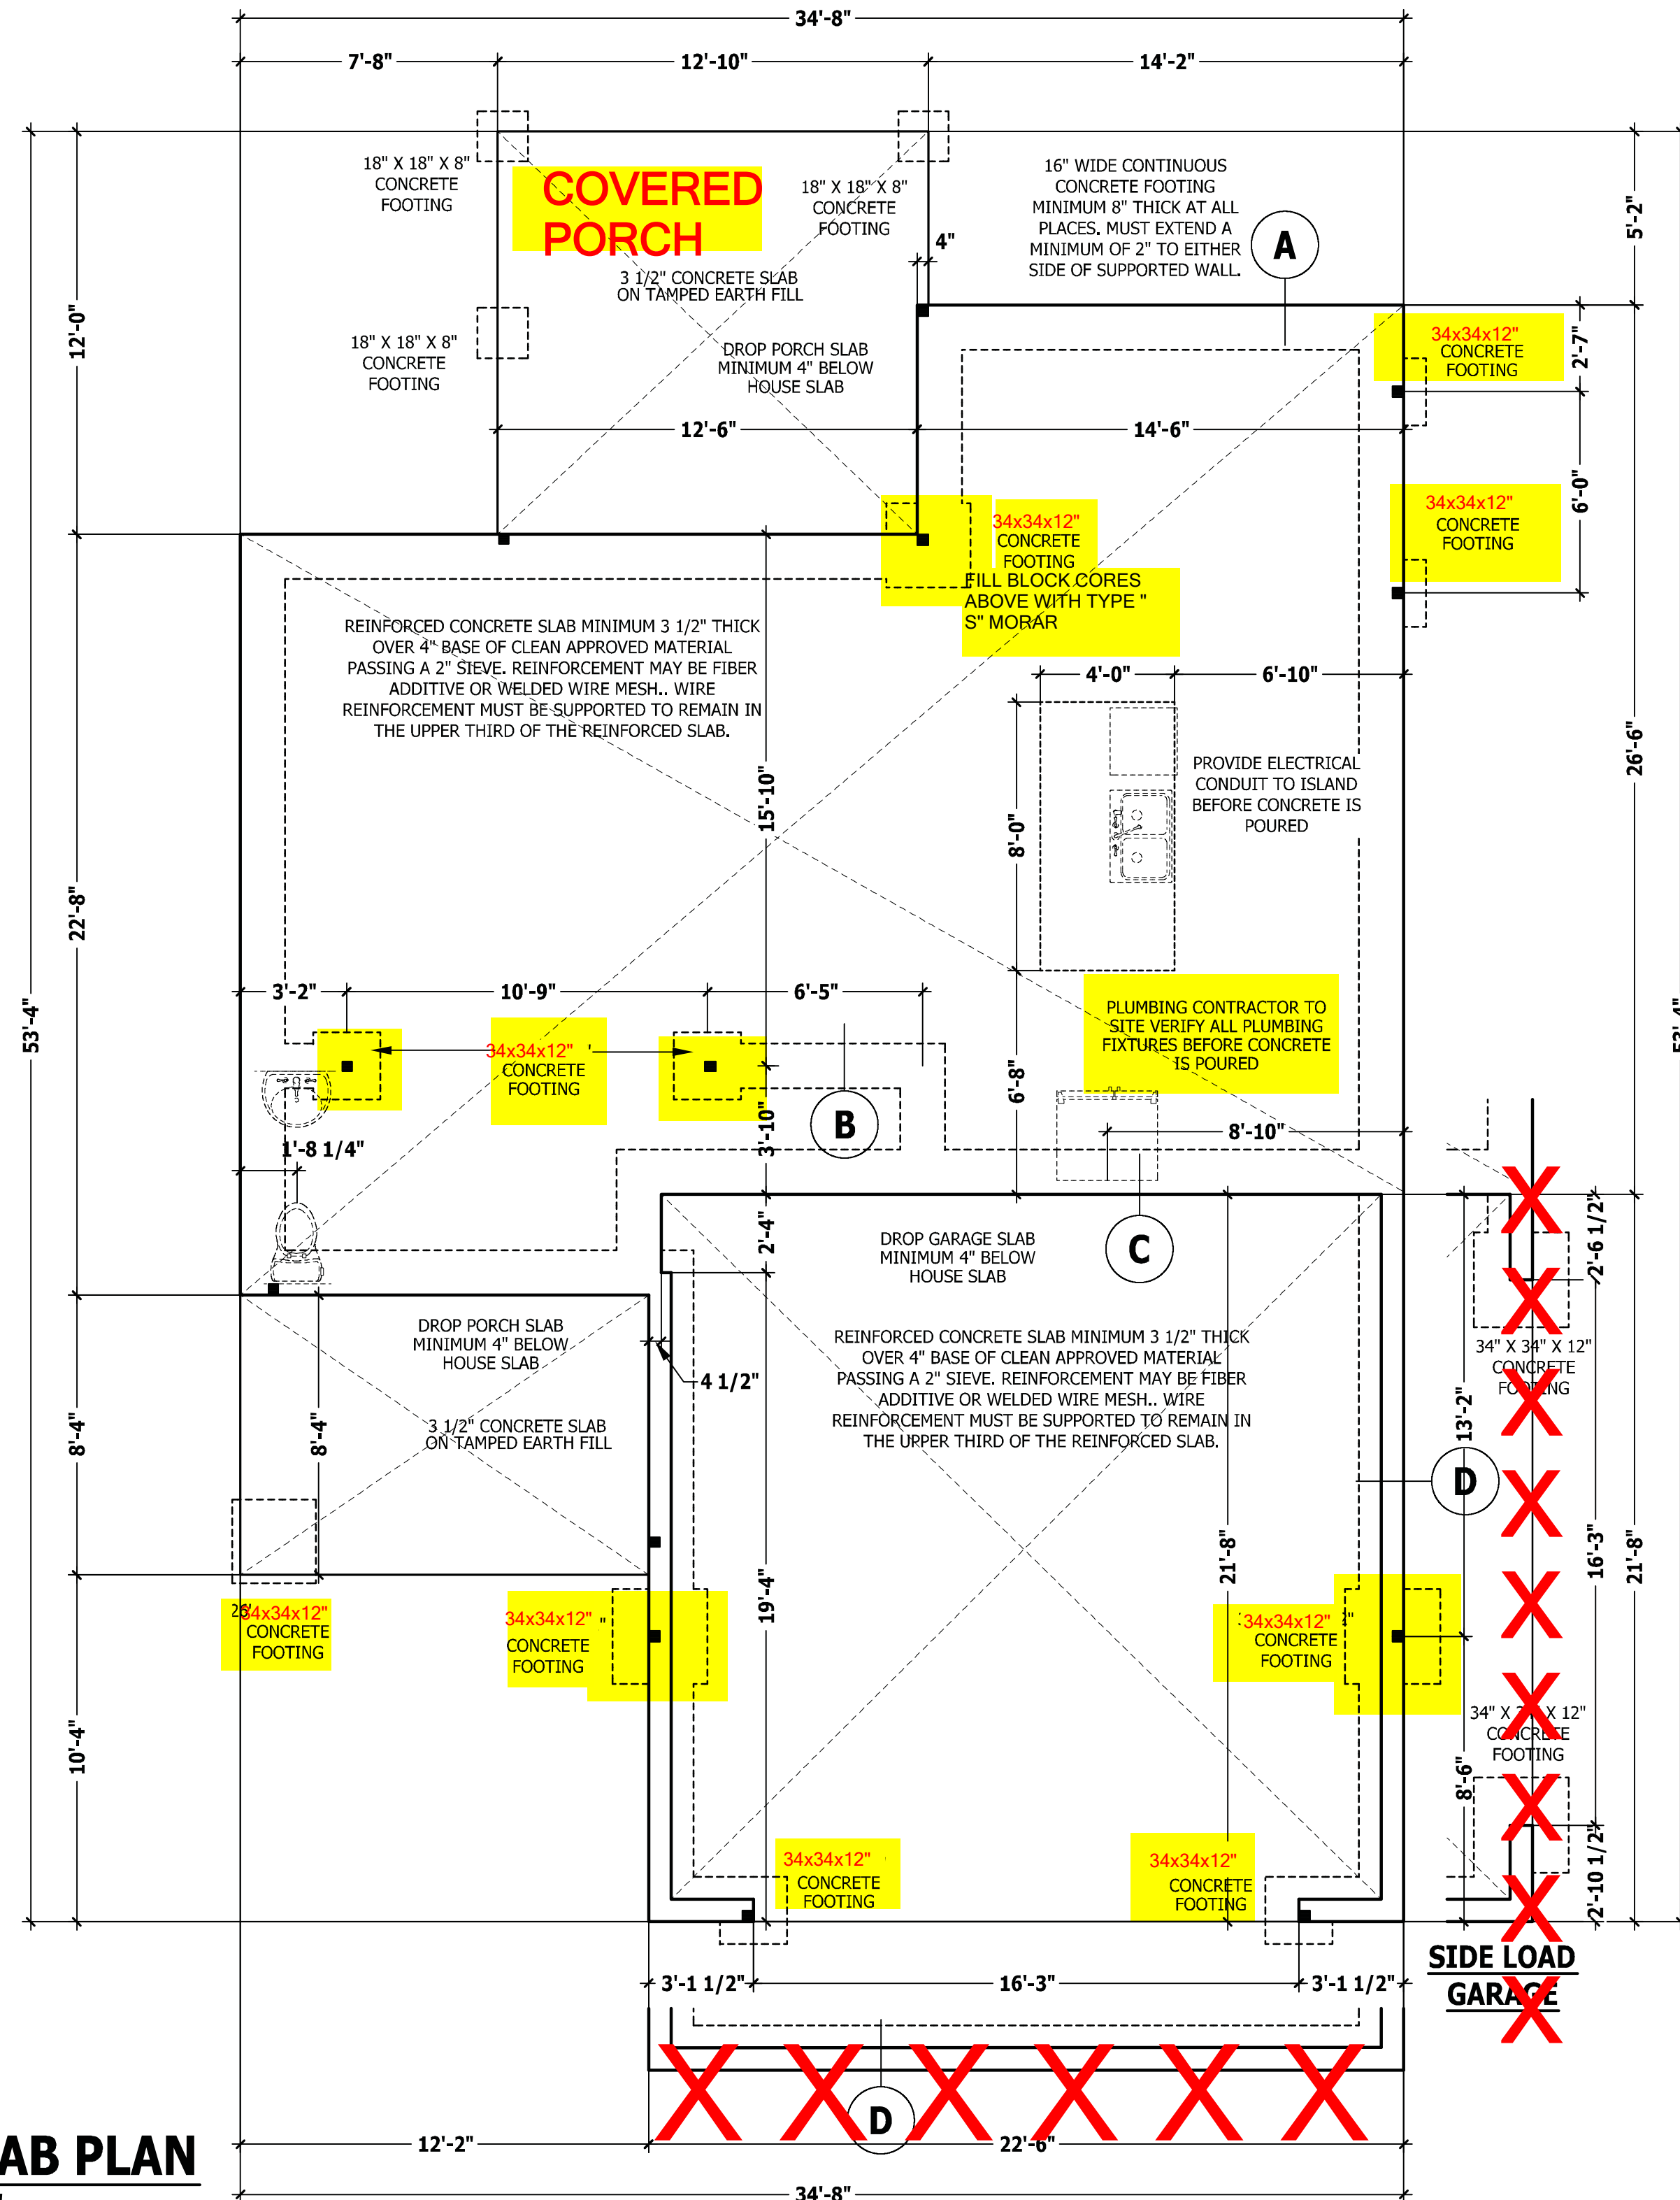 34'-8"
7'-8"
12'-10"
14'-2"
18" X 18" X 8"
CONCRETE
FOOTING
COVERED
PORCH
18" X 18" X 8"
CONCRETE
FOOTING
3 1/2" CONCRETE SLAB
ON TAMPED EARTH FILL
4"
16" WIDE CONTINUOUS
CONCRETE FOOTING
MINIMUM 8" THICK AT ALL
PLACES. MUST EXTEND A
MINIMUM OF 2" TO EITHER
SIDE OF SUPPORTED WALL.
A
5'-2"
12'-0"
18" X 18" X 8"
CONCRETE
FOOTING
DROP PORCH SLAB
MINIMUM 4" BELOW
HOUSE SLAB
34x34x12"
CONCRETE
FOOTING
2'-7"
12'-6"
14'-6"
34x34x12"
CONCRETE
FOOTING
6'-0"
34x34x12"
CONCRETE
FOOTING
FILL BLOCK CORES
ABOVE WITH TYPE "
S" MORAR
REINFORCED CONCRETE SLAB MINIMUM 3 1/2" THICK
OVER 4" BASE OF CLEAN APPROVED MATERIAL
PASSING A 2" SIEVE. REINFORCEMENT MAY BE FIBER
ADDITIVE OR WELDED WIRE MESH.. WIRE
REINFORCEMENT MUST BE SUPPORTED TO REMAIN IN
THE UPPER THIRD OF THE REINFORCED SLAB.
4'-0"
6'-10"
26'-6"
15'-10"
8'-0"
PROVIDE ELECTRICAL
CONDUIT TO ISLAND
BEFORE CONCRETE IS
POURED
22'-8"
53'-4"
53'-4"
3'-2"
10'-9"
6'-5"
PLUMBING CONTRACTOR TO
SITE VERIFY ALL PLUMBING
FIXTURES BEFORE CONCRETE
IS POURED
34x34x12"
CONCRETE
FOOTING
6'-8"
3'-10"
B
8'-10"
1'-8 1/4"
2'-4"
DROP GARAGE SLAB
MINIMUM 4" BELOW
HOUSE SLAB
C
2'-6 1/2"
DROP PORCH SLAB
MINIMUM 4" BELOW
HOUSE SLAB
4 1/2"
REINFORCED CONCRETE SLAB MINIMUM 3 1/2" THICK
OVER 4" BASE OF CLEAN APPROVED MATERIAL
PASSING A 2" SIEVE. REINFORCEMENT MAY BE FIBER
ADDITIVE OR WELDED WIRE MESH.. WIRE
REINFORCEMENT MUST BE SUPPORTED TO REMAIN IN
THE UPPER THIRD OF THE REINFORCED SLAB.
34" X 34" X 12"
CONCRETE
FOOTING
13'-2"
8'-4"
8'-4"
3 1/2" CONCRETE SLAB
ON TAMPED EARTH FILL
D
21'-8"
16'-3"
21'-8"
19'-4"
34x34x12"
CONCRETE
FOOTING
34x34x12" "
CONCRETE
FOOTING
34x34x12"
CONCRETE
FOOTING
34" X X 12"
CONCRETE
FOOTING
10'-4"
8'-6"
34x34x12"
CONCRETE
FOOTING
34x34x12"
CONCRETE
FOOTING
2'-10 1/2"
SIDE LOAD
GARAGE
3'-1 1/2"
16'-3"
3'-1 1/2"
X X X X X X X X X
X X X X X X
D
AB PLAN
12'-2"
22'-6"
34'-8"